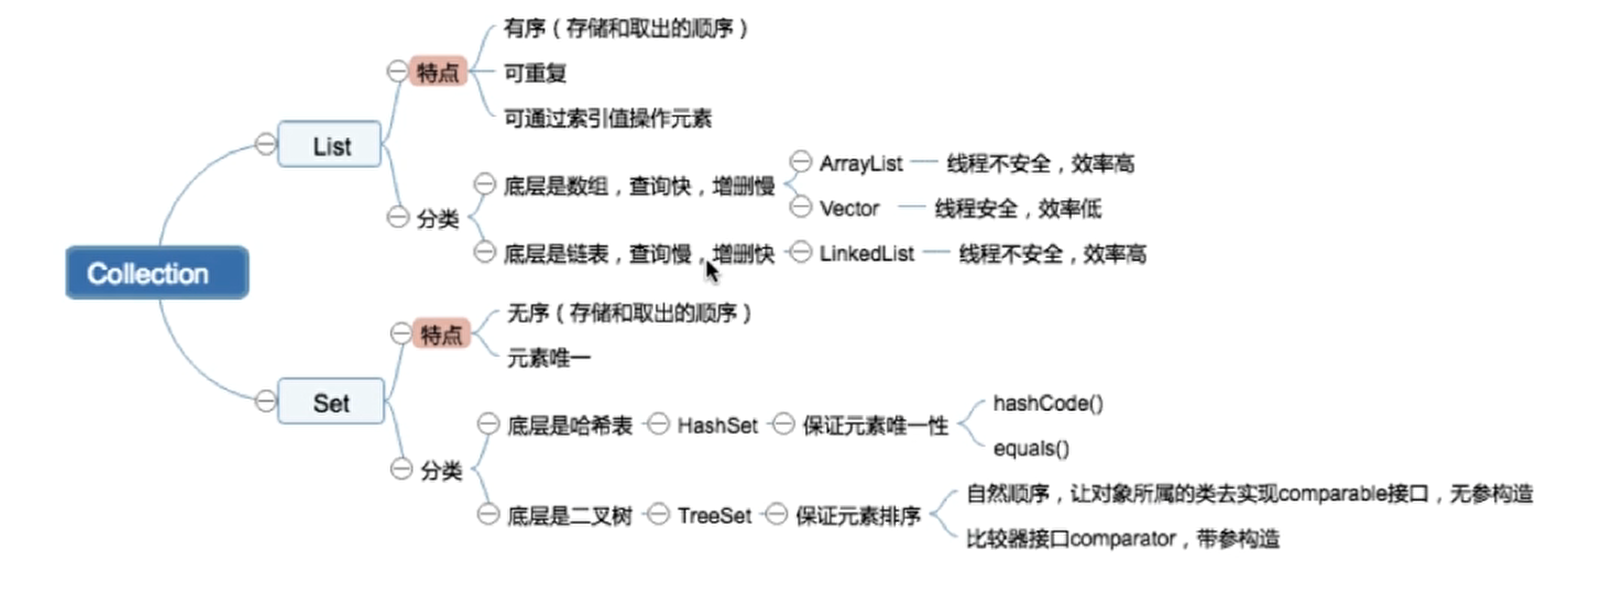 Collection
List
特点
有序（存储和取出的顺序）
可重复
可通过索引值操作元素
分类
底层是数组，查询快，增删慢
ArrayList
线程不安全，效率高
Vector
线程安全，效率低
底层是链表，查询慢，增删快
LinkedList
线程不安全，效率高
Set
特点
无序（存储和取出的顺序）
元素唯一
分类
底层是哈希表
HashSet
保证元素唯一性
hashCode()
equals()
底层是二叉树
TreeSet
保证元素排序
自然顺序，让对象所属的类去实现comparable接口，无参构造
比较器接口comparator，带参构造